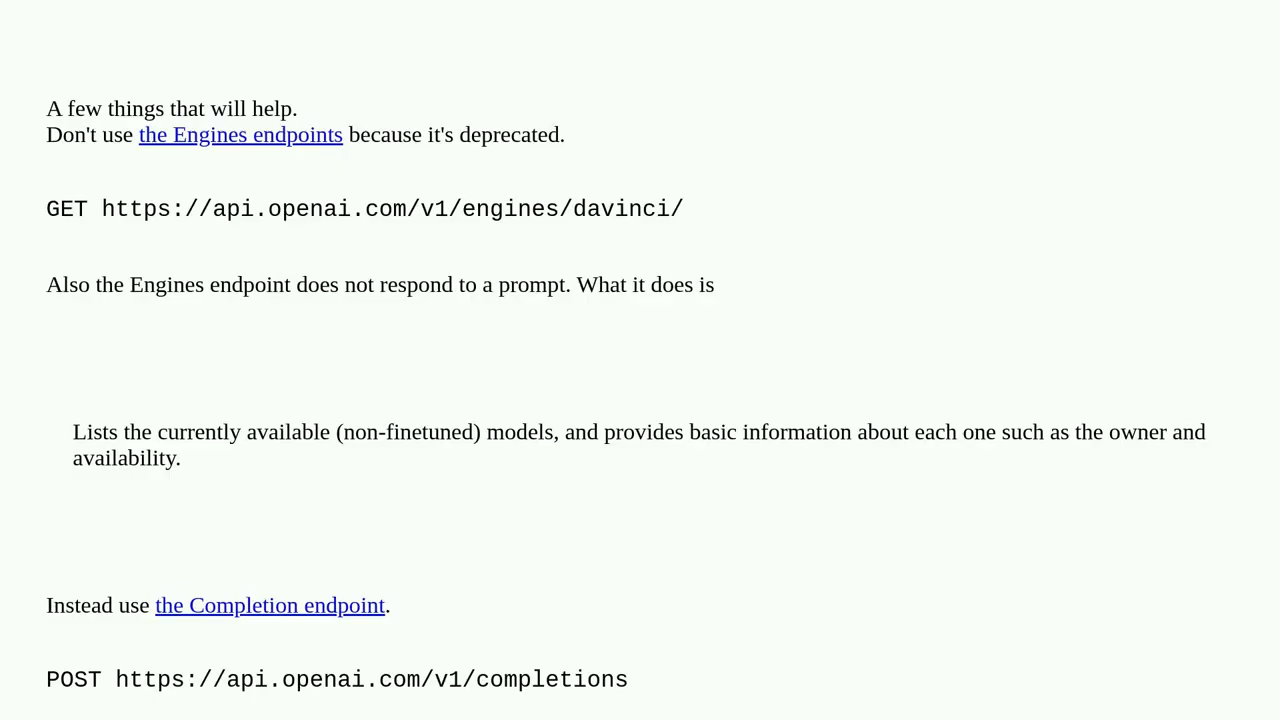 A few things that will help.
Don't use the Engines endpoints because it's deprecated.
GET https://api.openai.com/v1/engines/davinci/
Also the Engines endpoint does not respond to a prompt. What it does is
Lists the currently available (non-finetuned) models, and provides basic information about each one such as the owner and
availability.
Instead use the Completion endpoint.
POST https://api.openai.com/v1/completions